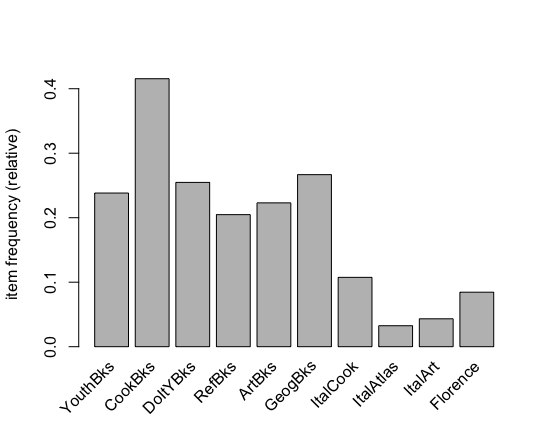 item frequency (relative)
0.4
0.3
0.2
0.1
0.0
YouthBks
CookBks
DoItYBks
RefBks
ArtBks
GeogBks
ItalCook
ItalAtlas
ItalArt
Florence